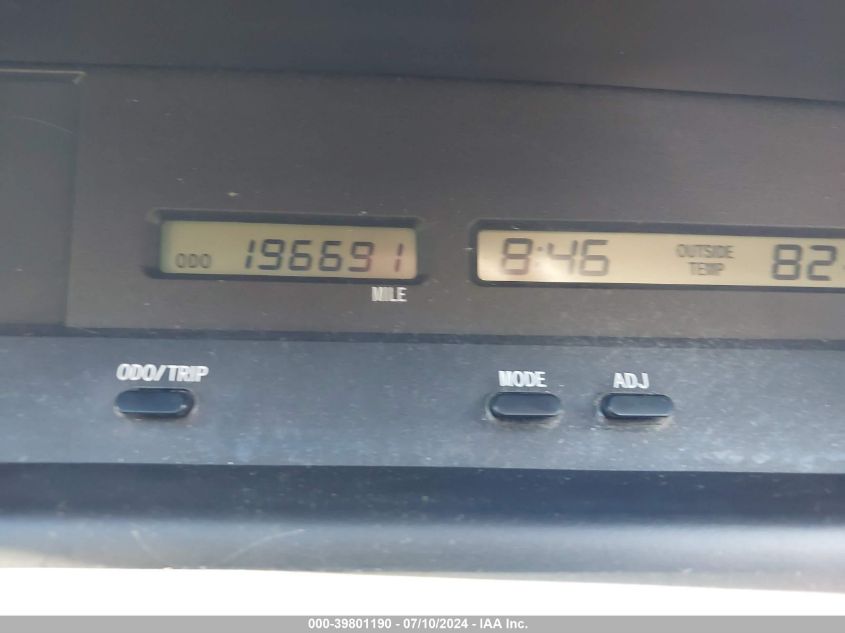 ODO 196691
MILE
8:46 OUTSIDE TEMP 82
ODO/TRIP
MODE ADJ
000-39801190 - 07/10/2024 - IAA Inc.